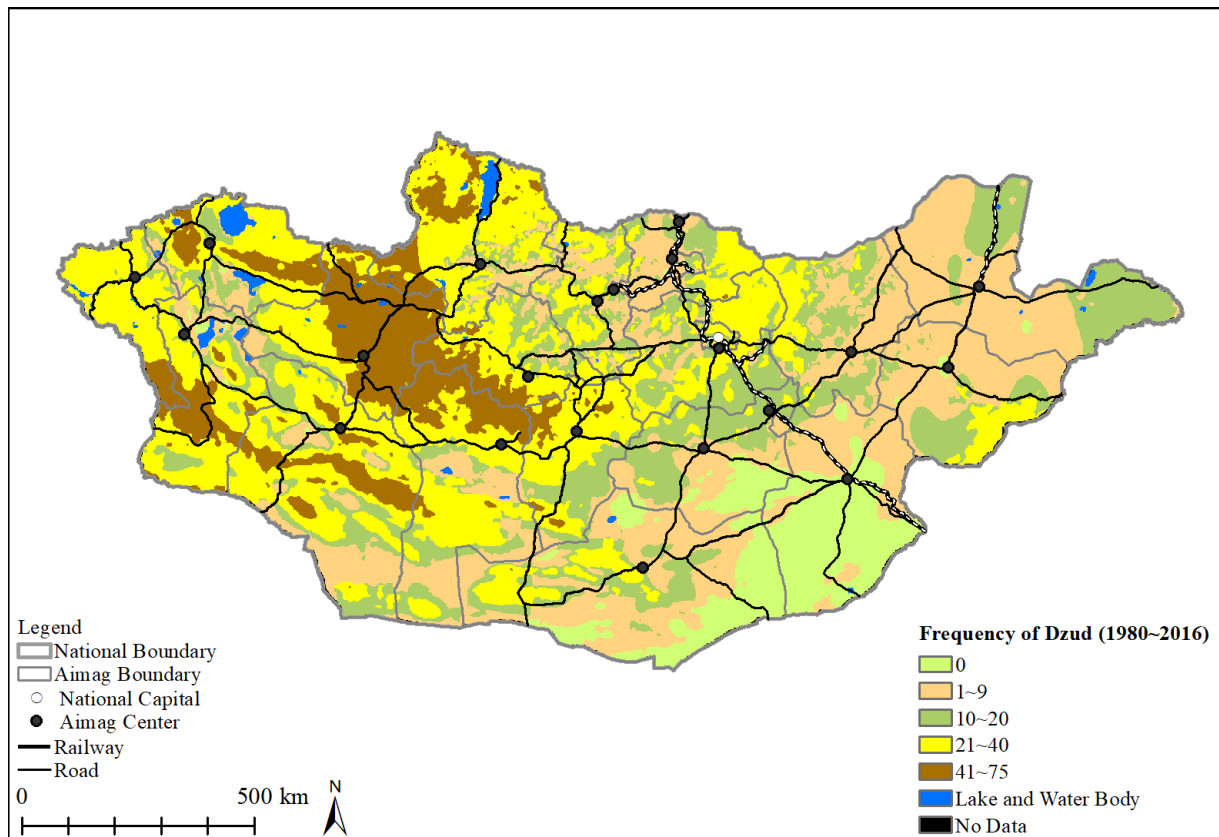 Legend
National Boundary
Aimag Boundary
National Capital
Aimag Center
Railway
Road
0 500 km
N
Frequency of Dzud (1980~2016)
0
1~9
10~20
21~40
41~75
Lake and Water Body
No Data